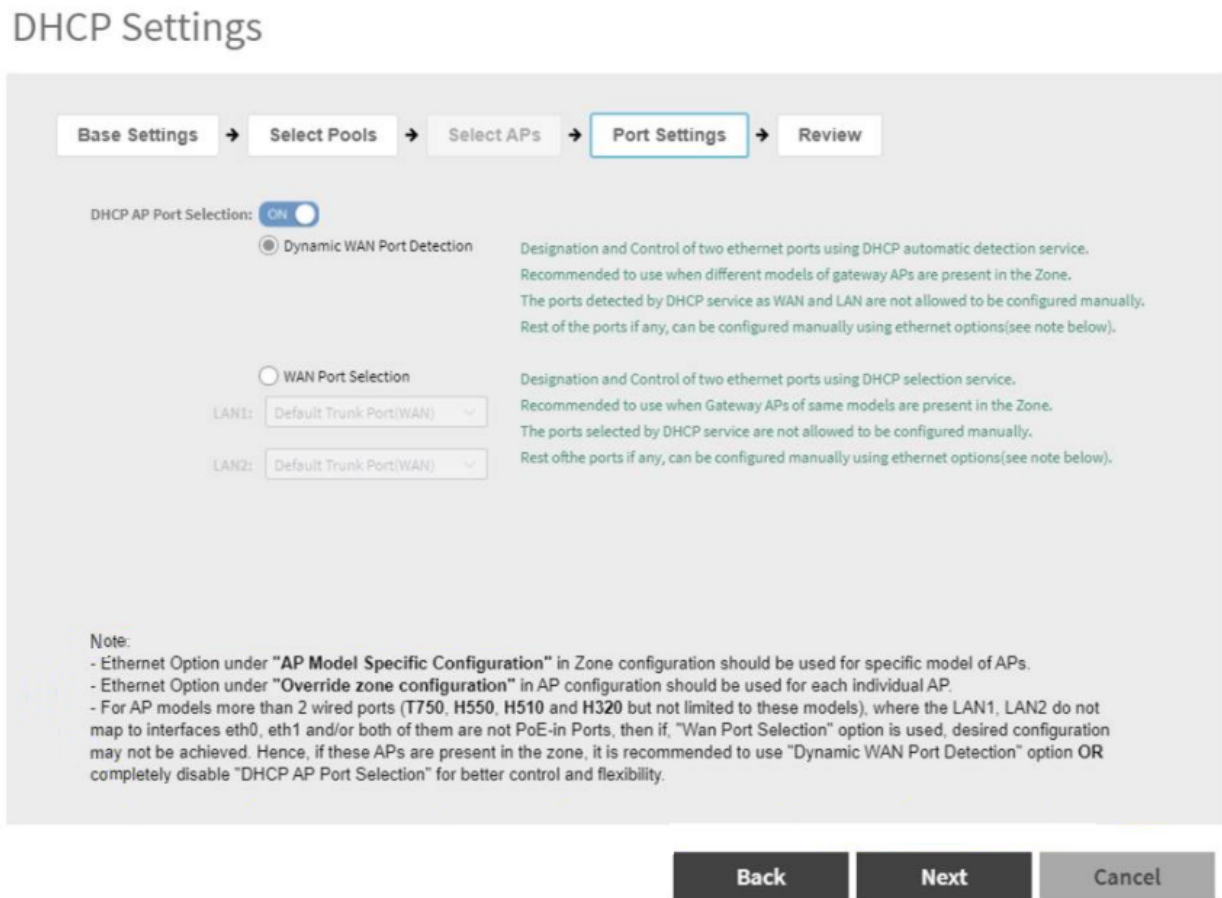 DHCP Settings
Base Settings → Select Pools → Select APs → Port Settings → Review
DHCP AP Port Selection: ON
Dynamic WAN Port Detection
Designation and Control of two ethernet ports using DHCP automatic detection service.
Recommended to use when different models of gateway APs are present in the Zone.
The ports detected by DHCP service as WAN and LAN are not allowed to be configured manually.
Rest of the ports if any, can be configured manually using ethernet options(see note below).
WAN Port Selection
Designation and Control of two ethernet ports using DHCP selection service.
LAN1: Default Trunk Port(WAN)
Recommended to use when Gateway APs of same models are present in the Zone.
The ports selected by DHCP service are not allowed to be configured manually.
LAN2: Default Trunk Port(WAN)
Rest ofthe ports if any, can be configured manually using ethernet options(see note below).
Note:
- Ethernet Option under "AP Model Specific Configuration" in Zone configuration should be used for specific model of APs.
- Ethernet Option under "Override zone configuration" in AP configuration should be used for each individual AP.
- For AP models more than 2 wired ports (T750, H550, H510 and H320 but not limited to these models), where the LAN1, LAN2 do not
map to interfaces eth0, eth1 and/or both of them are not PoE-in Ports, then if, "Wan Port Selection" option is used, desired configuration
may not be achieved. Hence, if these APs are present in the zone, it is recommended to use "Dynamic WAN Port Detection" option OR
completely disable "DHCP AP Port Selection" for better control and flexibility.
Back Next Cancel